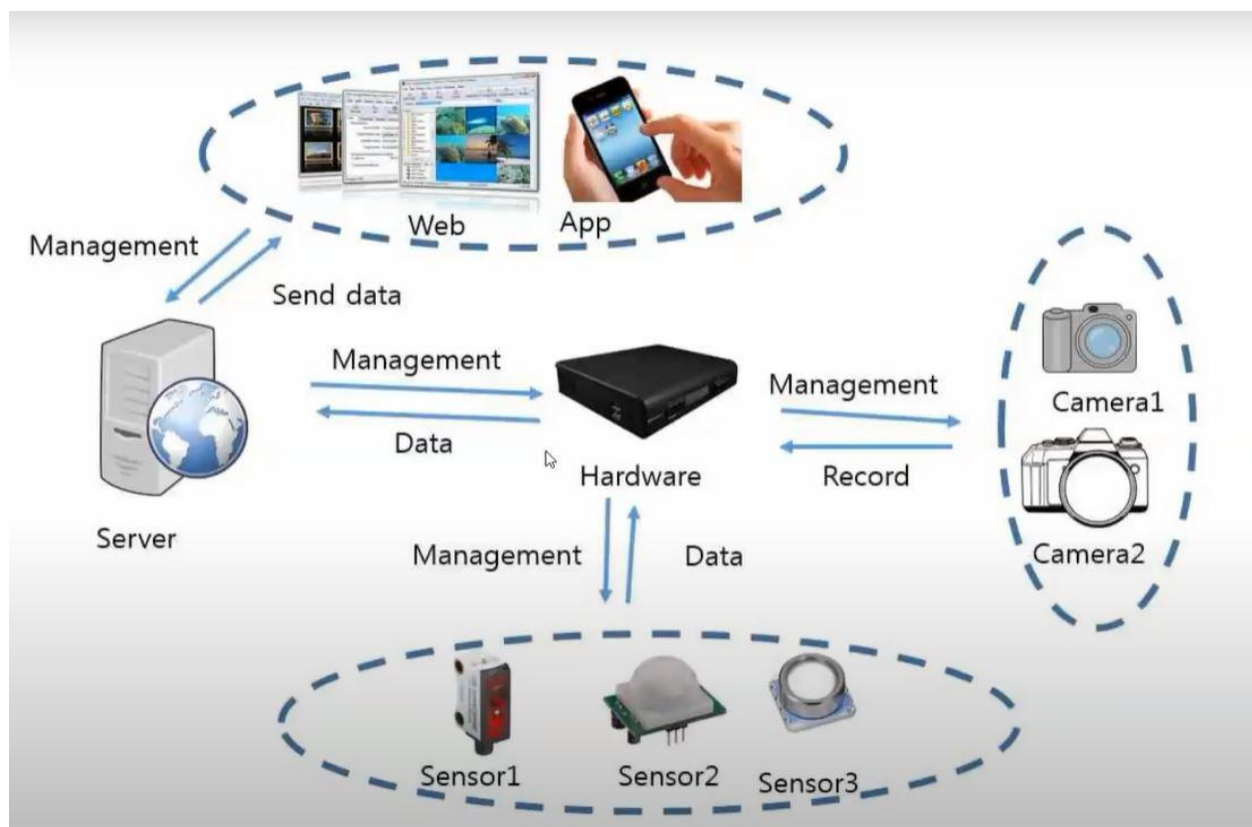 Web
App
Management
Send data
Management
Management
Camera1
Data
Hardware
Record
Server
Management
Data
Camera2
Sensor1
Sensor2
Sensor3